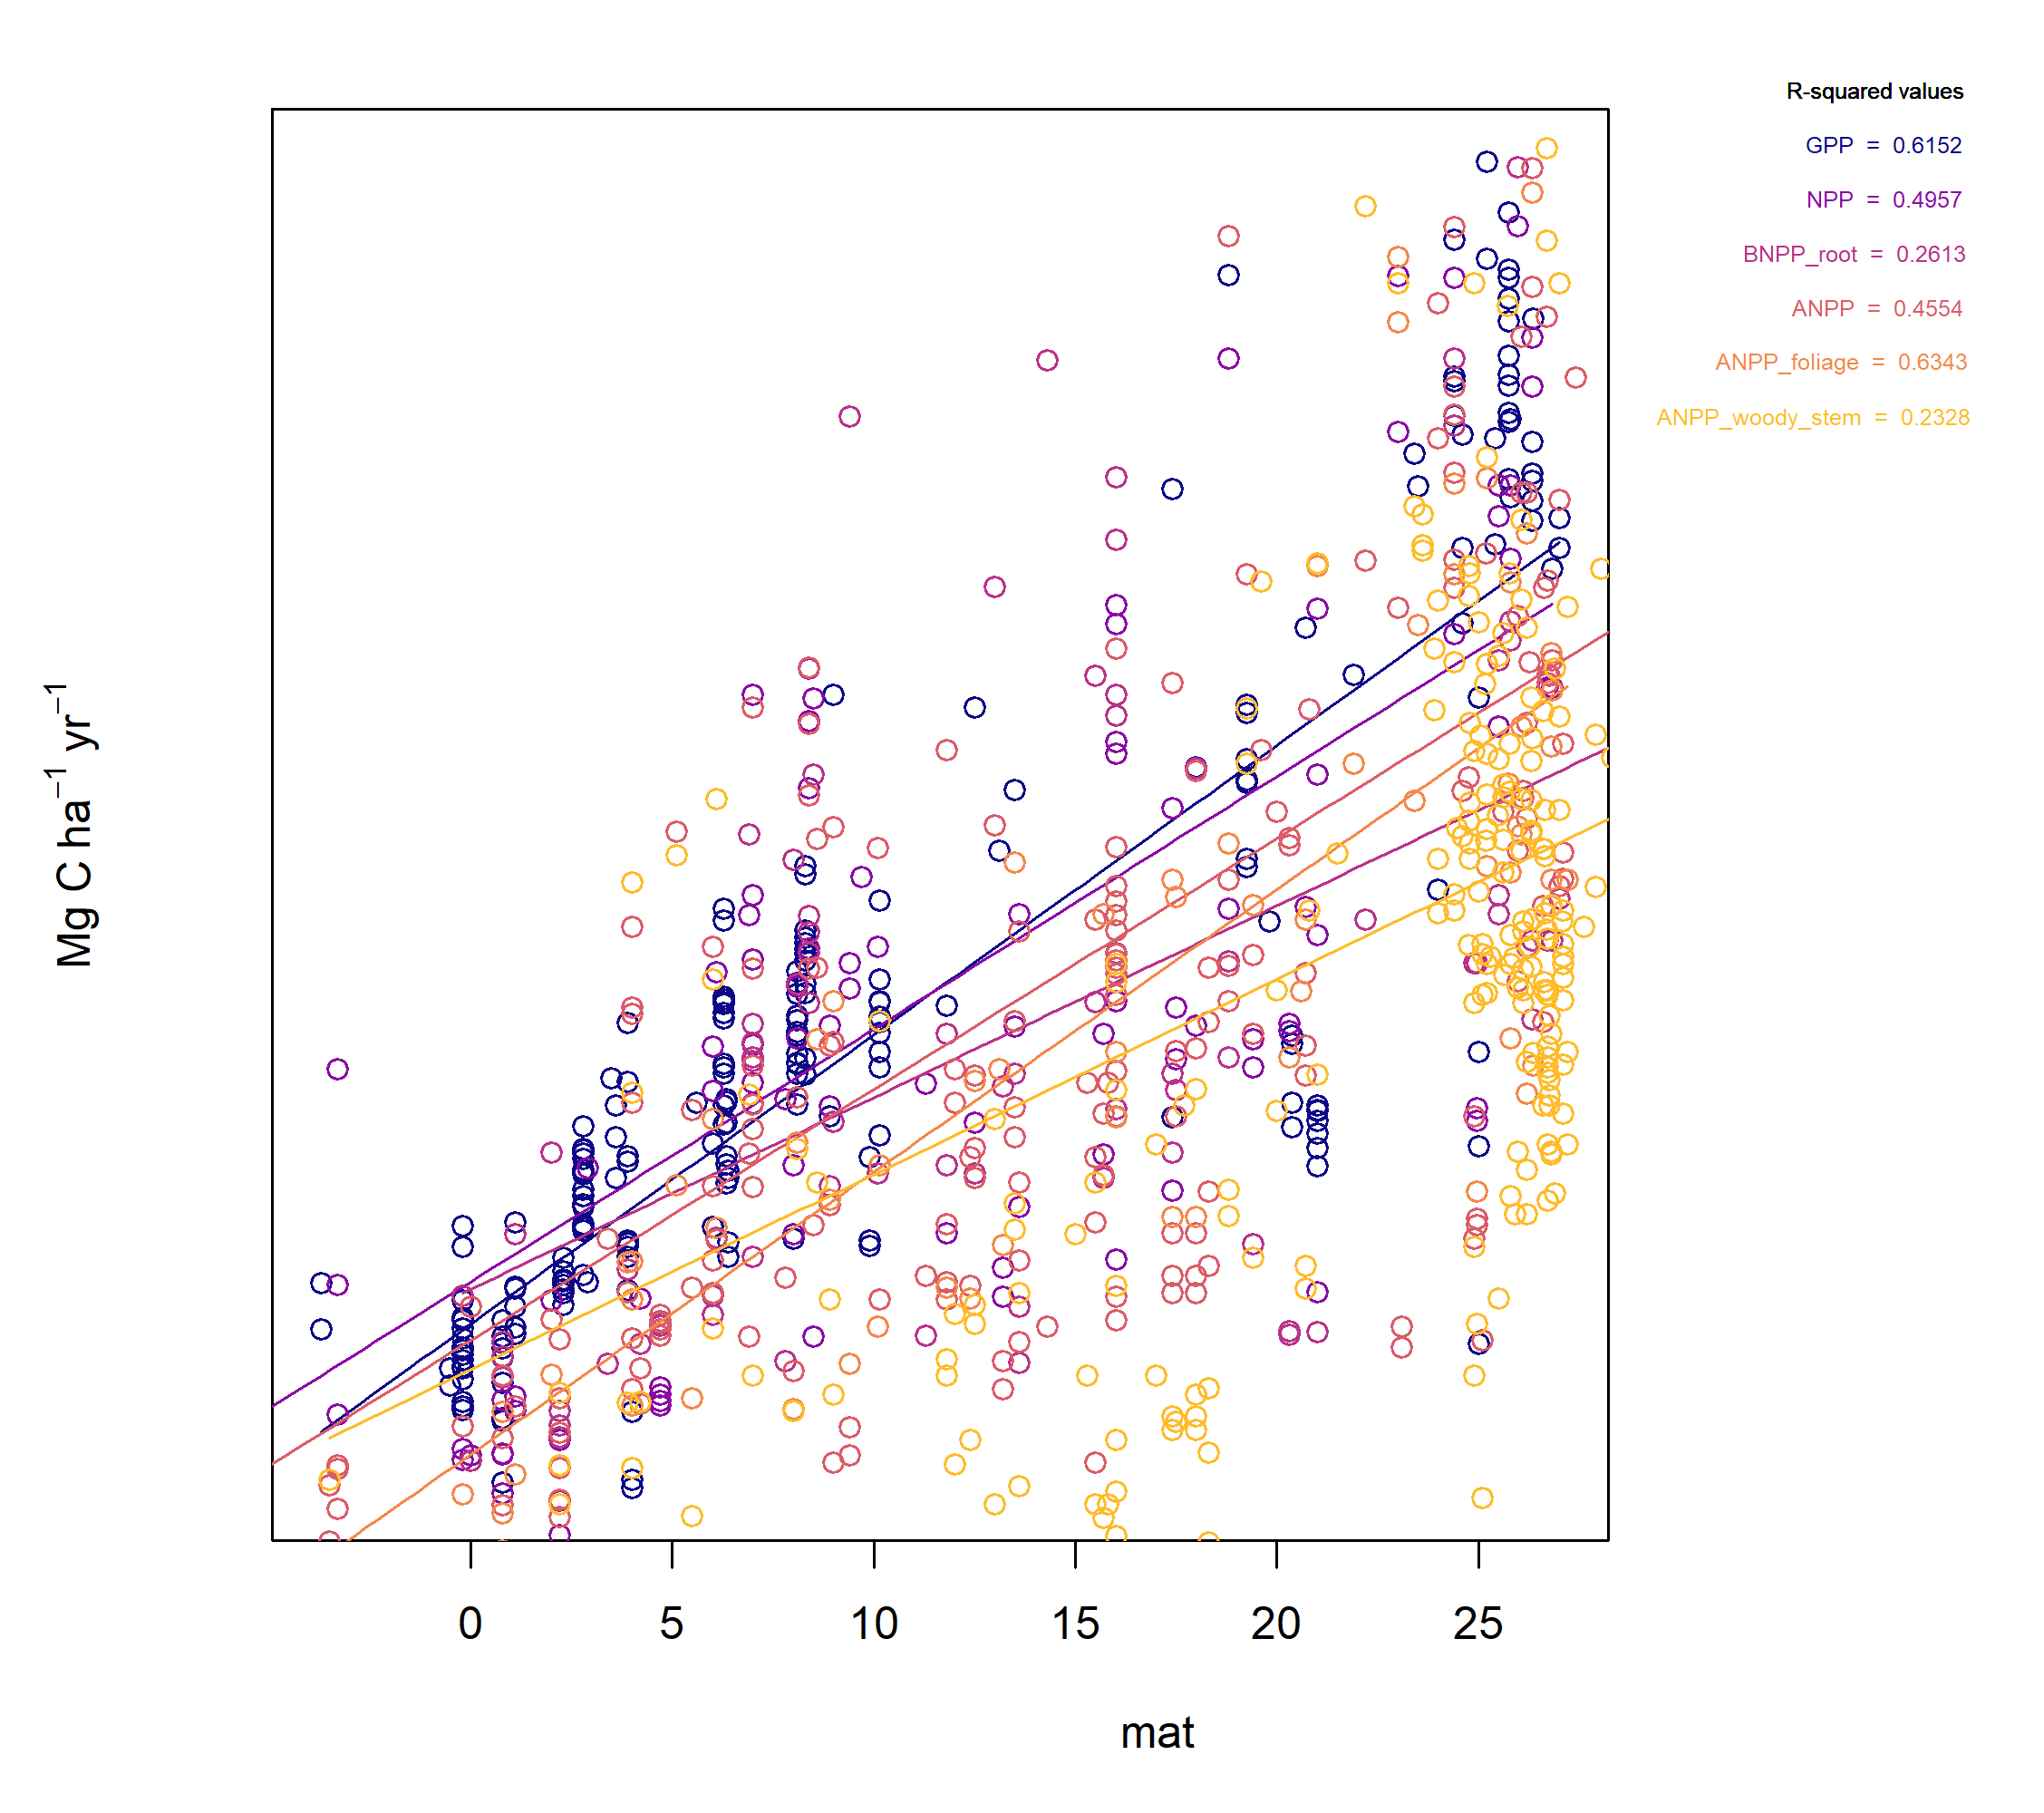 R-squared values
GPP = 0.6152
NPP = 0.4957
BNPP_root = 0.2613
ANPP = 0.4554
ANPP_foliage = 0.6343
ANPP_woody_stem = 0.2328
Mg C ha⁻¹ yr⁻¹
0 5 10 15 20 25
mat